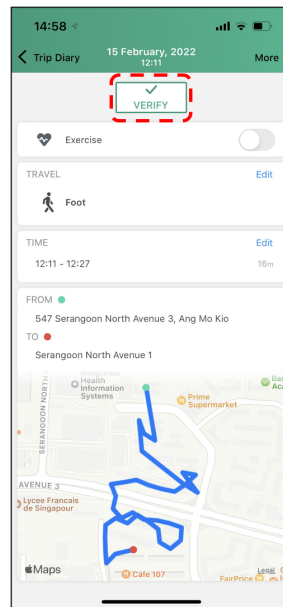 14:58
Trip Diary
15 February, 2022
12:11
More
VERIFY
Exercise
TRAVEL
Edit
Foot
TIME
Edit
12:11 - 12:27
16m
FROM
547 Serangoon North Avenue 3, Ang Mo Kio
TO
Serangoon North Avenue 1
Integrated
Health
Information
Systems
SERANGOON NORTH
Prime
Supermarket
AVENUE 3
Lycee Francais
de Singapour
Maps
Cafe 107
FairPrice
Legal